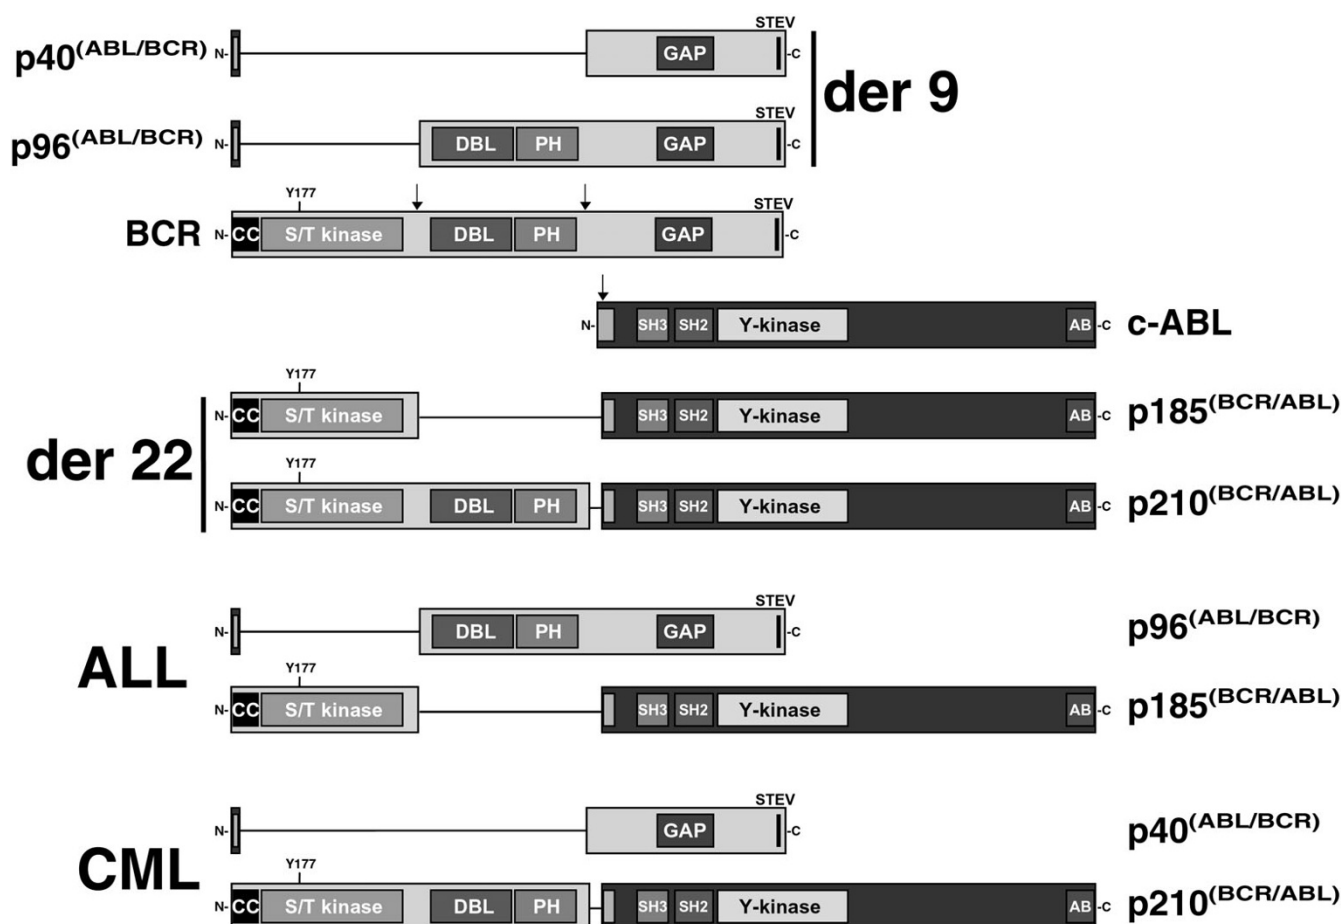 STEV
p40(ABL/BCR) N- GAP -C
der 9
STEV
p96(ABL/BCR) N- DBL PH GAP -C
Y177 STEV
BCR N- CC S/T kinase DBL PH GAP -C
N- SH3 SH2 Y-kinase AB -C c-ABL
Y177
N- CC S/T kinase SH3 SH2 Y-kinase AB -C p185(BCR/ABL)
der 22
Y177
N- CC S/T kinase DBL PH SH3 SH2 Y-kinase AB -C p210(BCR/ABL)
STEV
N- DBL PH GAP -C p96(ABL/BCR)
ALL
Y177
N- CC S/T kinase SH3 SH2 Y-kinase AB -C p185(BCR/ABL)
STEV
N- GAP -C p40(ABL/BCR)
CML
Y177
N- CC S/T kinase DBL PH SH3 SH2 Y-kinase AB -C p210(BCR/ABL)